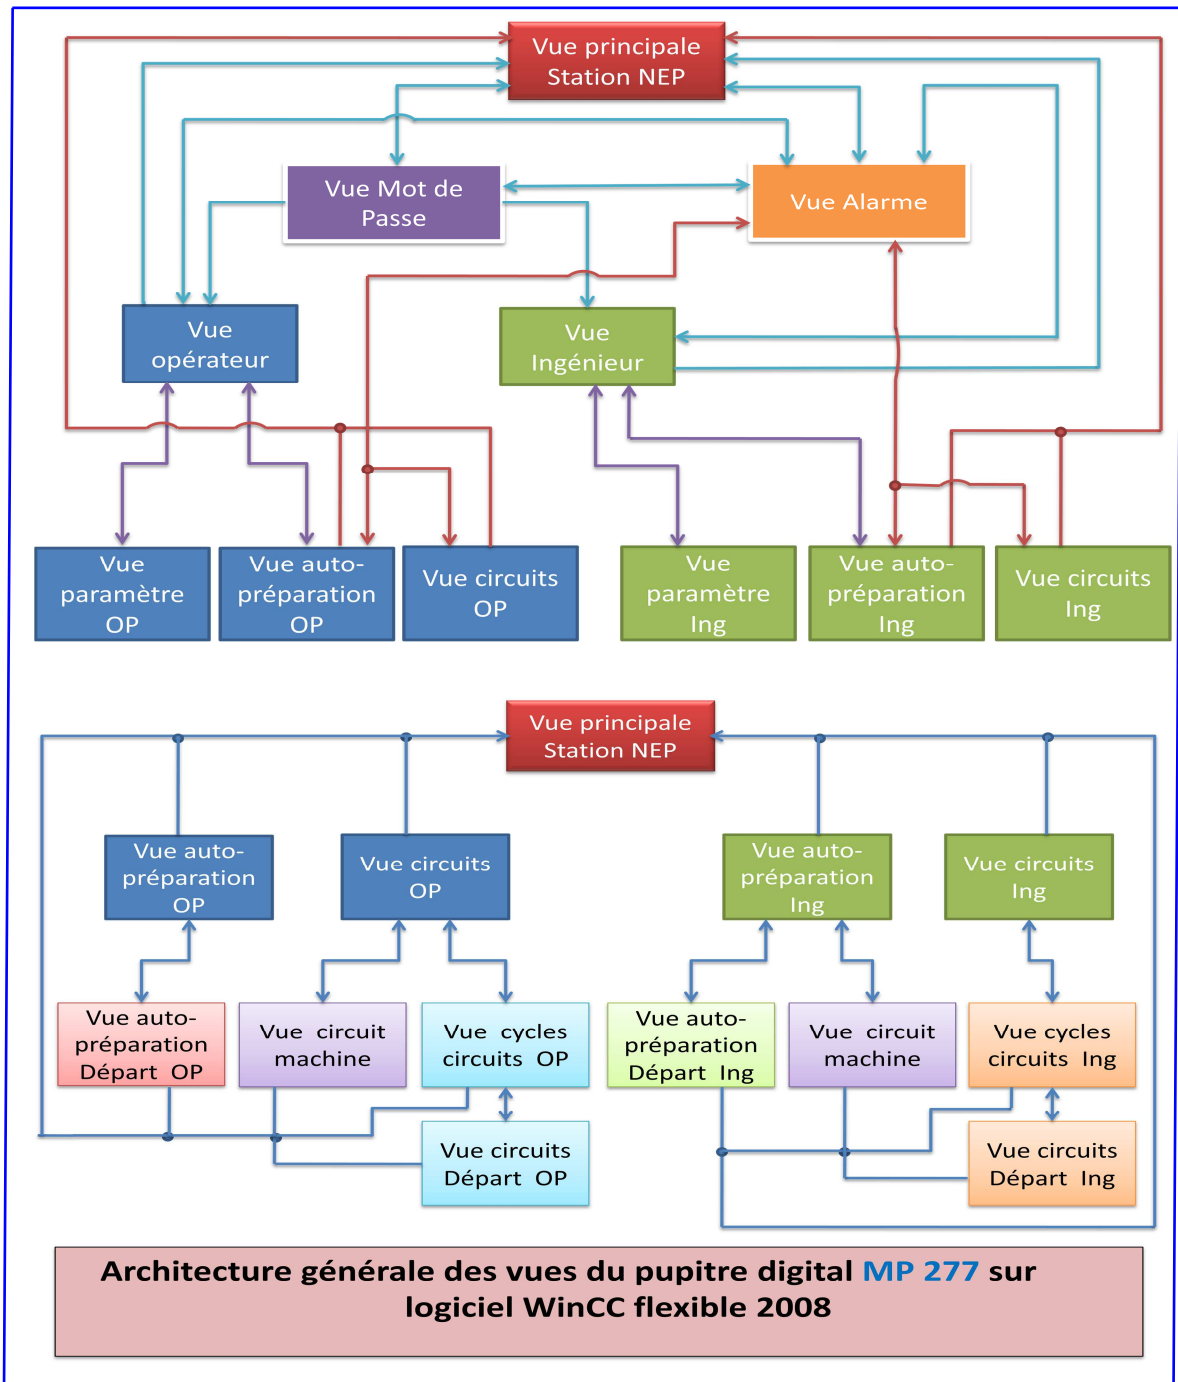 Vue principale
Station NEP
Vue Mot de
Passe
Vue Alarme
Vue
opérateur
Vue
Ingénieur
Vue
paramètre
OP
Vue auto-
préparation
OP
Vue circuits
OP
Vue
paramètre
Ing
Vue auto-
préparation
Ing
Vue circuits
Ing
Vue principale
Station NEP
Vue auto-
préparation
OP
Vue circuits
OP
Vue auto-
préparation
Ing
Vue circuits
Ing
Vue auto-
préparation
Départ OP
Vue circuit
machine
Vue cycles
circuits OP
Vue auto-
préparation
Départ Ing
Vue circuit
machine
Vue cycles
circuits Ing
Vue circuits
Départ OP
Vue circuits
Départ Ing
Architecture générale des vues du pupitre digital MP 277 sur
logiciel WinCC flexible 2008